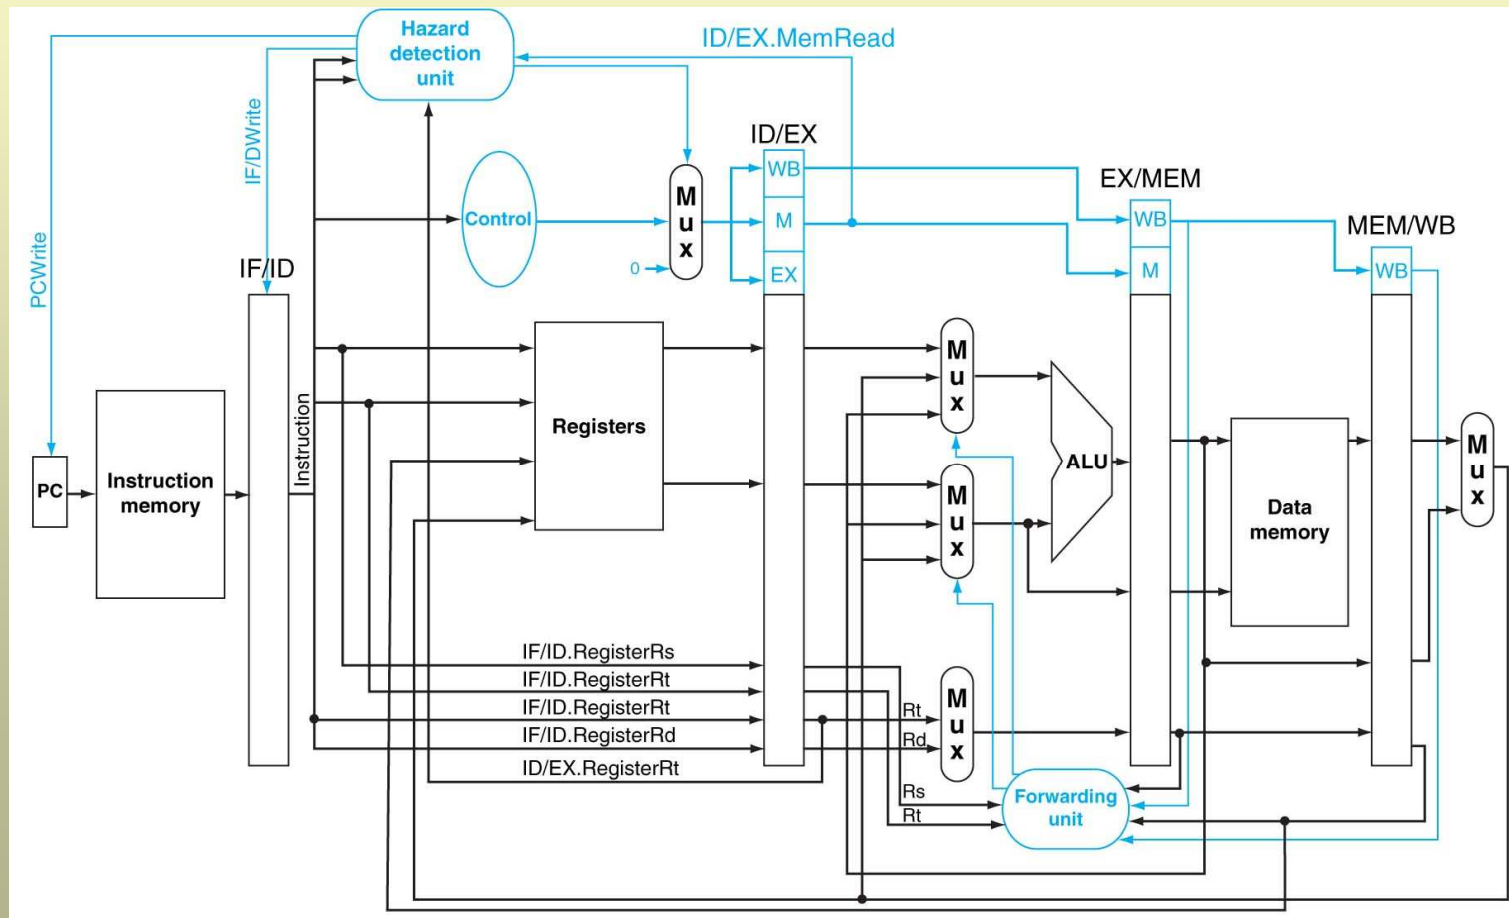 Hazard
detection
unit
ID/EX.MemRead
IF/DWrite
PCWrite
ID/EX
WB
M
EX
Control
0
M
u
x
EX/MEM
WB
M
MEM/WB
WB
IF/ID
Instruction
PC
Instruction
memory
Registers
M
u
x
M
u
x
ALU
Data
memory
M
u
x
IF/ID.RegisterRs
IF/ID.RegisterRt
IF/ID.RegisterRt
IF/ID.RegisterRd
ID/EX.RegisterRt
Rt
Rd
M
u
x
Rs
Rt
Forwarding
unit